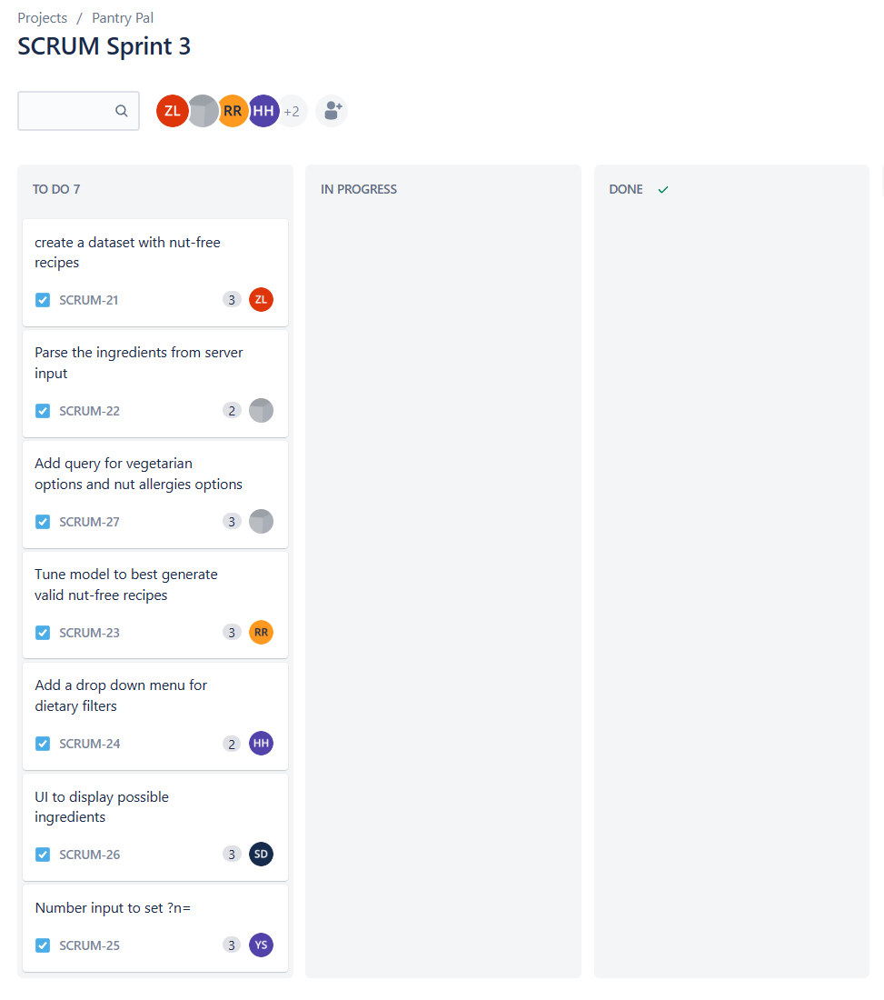 Projects / Pantry Pal
SCRUM Sprint 3
ZL RR HH +2
TO DO 7
create a dataset with nut-free
recipes
SCRUM-21 3 ZL
Parse the ingredients from server
input
SCRUM-22 2
Add query for vegetarian
options and nut allergies options
SCRUM-27 3
Tune model to best generate
valid nut-free recipes
SCRUM-23 3 RR
Add a drop down menu for
dietary filters
SCRUM-24 2 HH
UI to display possible
ingredients
SCRUM-26 3 SD
Number input to set ?n=
SCRUM-25 3 YS
IN PROGRESS
DONE